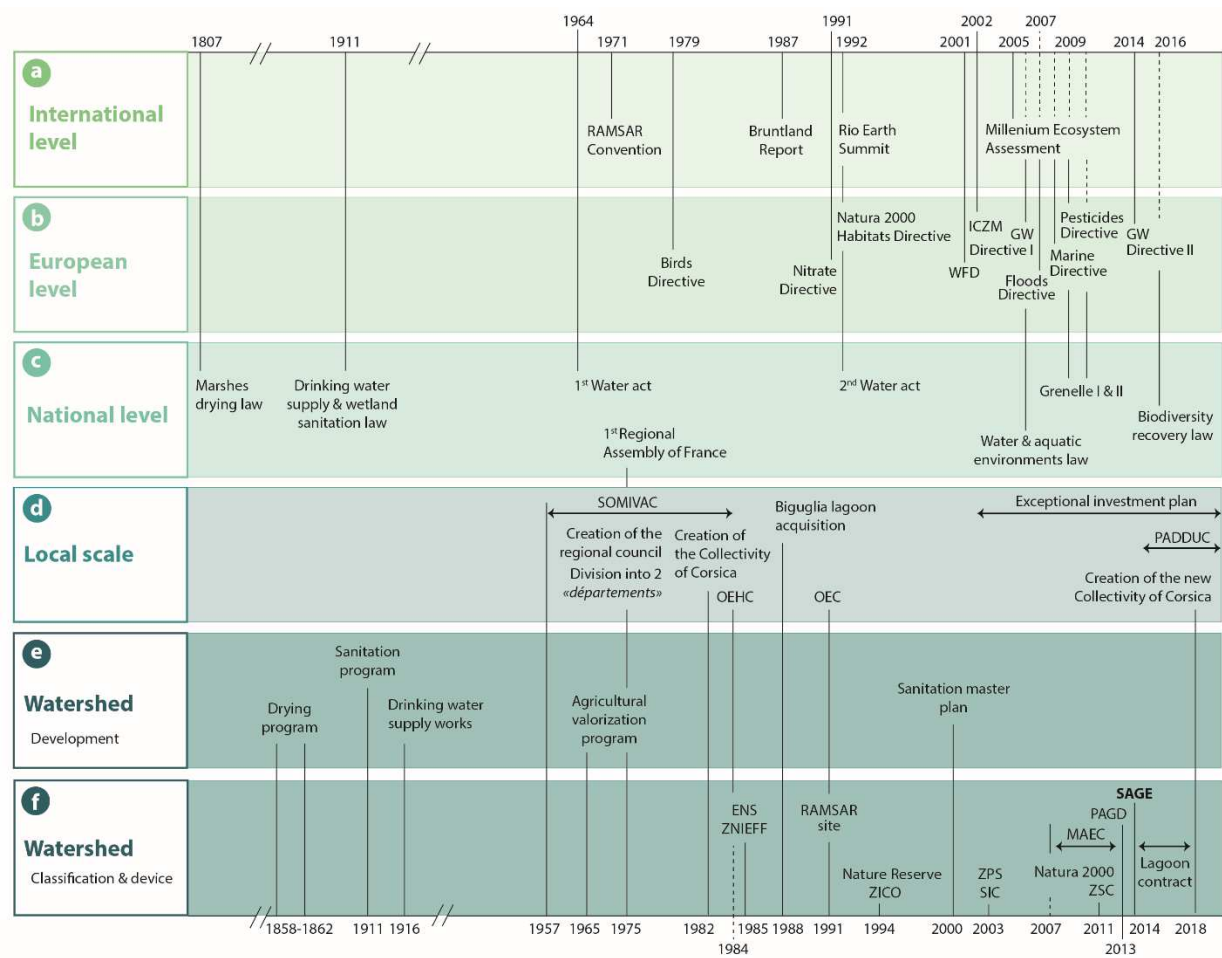 1964
1991
2002
2007
1807
1911
1971
1979
1987
1992
2001
2005
2009
2014
2016
a
International
level
RAMSAR
Convention
Bruntland
Report
Rio Earth
Summit
Millenium Ecosystem
Assessment
b
European
level
Birds
Directive
Nitrate
Directive
Natura 2000
Habitats Directive
WFD
ICZM
GW
Directive I
Floods
Directive
Marine
Directive
Pesticides
Directive
GW
Directive II
c
National level
Marshes
drying law
Drinking water
supply & wetland
sanitation law
1st Water act
1st Regional
Assembly of France
2nd Water act
Water & aquatic
environments law
Grenelle I & II
Biodiversity
recovery law
d
Local scale
SOMIVAC
Creation of the
regional council
Division into 2
«départements»
Creation of
the Collectivity
of Corsica
OEHC
Biguglia lagoon
acquisition
OEC
Exceptional investment plan
PADDUC
Creation of the new
Collectivity of Corsica
e
Watershed
Development
Drying
program
Sanitation
program
Drinking water
supply works
Agricultural
valorization
program
Sanitation master
plan
f
Watershed
Classification & device
ENS
ZNIEFF
RAMSAR
site
Nature Reserve
ZICO
ZPS
SIC
MAEC
Natura 2000
ZSC
PAGD
SAGE
Lagoon
contract
1858-1862
1911
1916
1957
1965
1975
1982
1984
1985
1988
1991
1994
2000
2003
2007
2011
2013
2014
2018